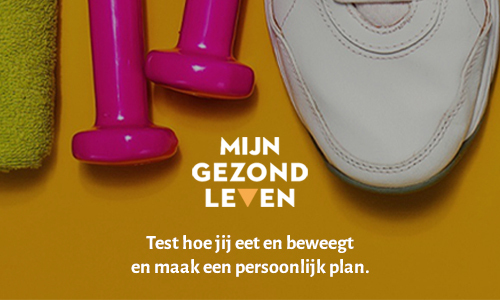 MIJN
GEZOND
LEVEN
Test hoe jij eet en beweegt
en maak een persoonlijk plan.